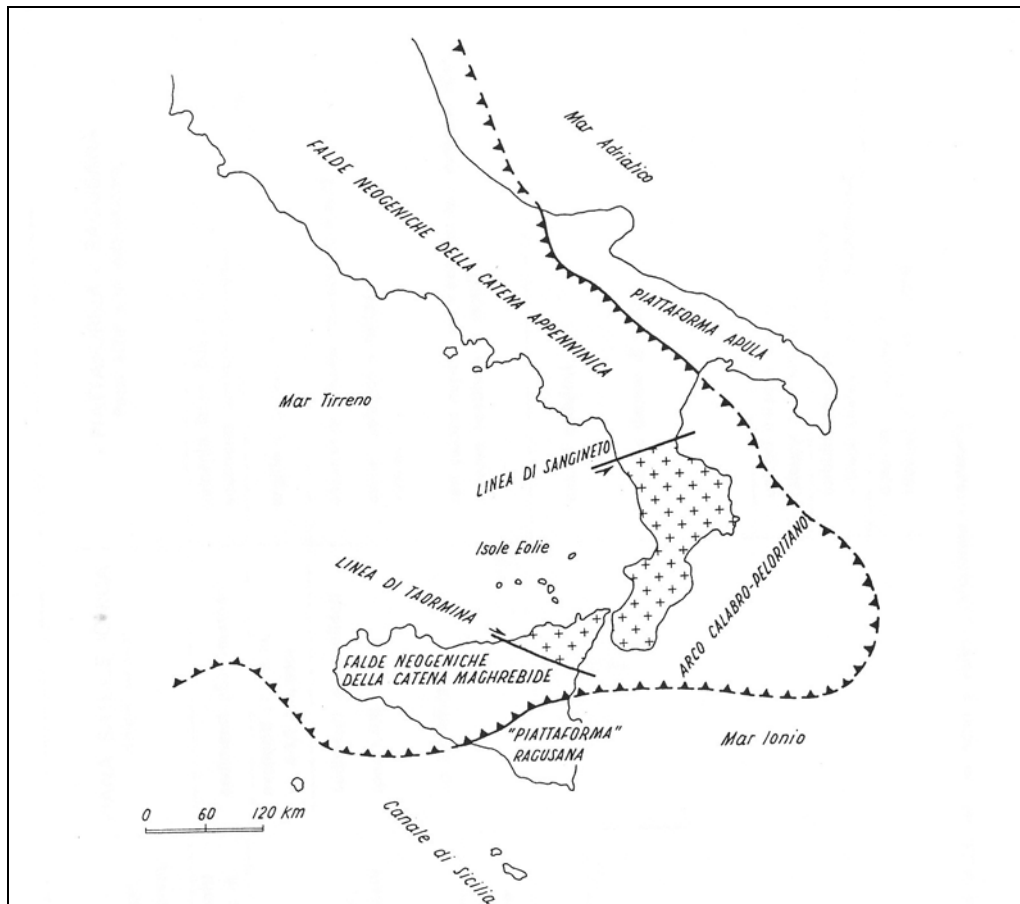 Mar Adriatico
FALDE NEOGENICHE DELLA CATENA APPENNINICA
PIATTAFORMA APULA
Mar Tirreno
LINEA DI SANGINETO
Isole Eolie
LINEA DI TAORMINA
ARCO CALABRO-PELORITANO
FALDE NEOGENICHE
DELLA CATENA MAGHREBIDE
"PIATTAFORMA"
RAGUSANA
Mar Ionio
0 60 120 Km
Canale di Sicilia